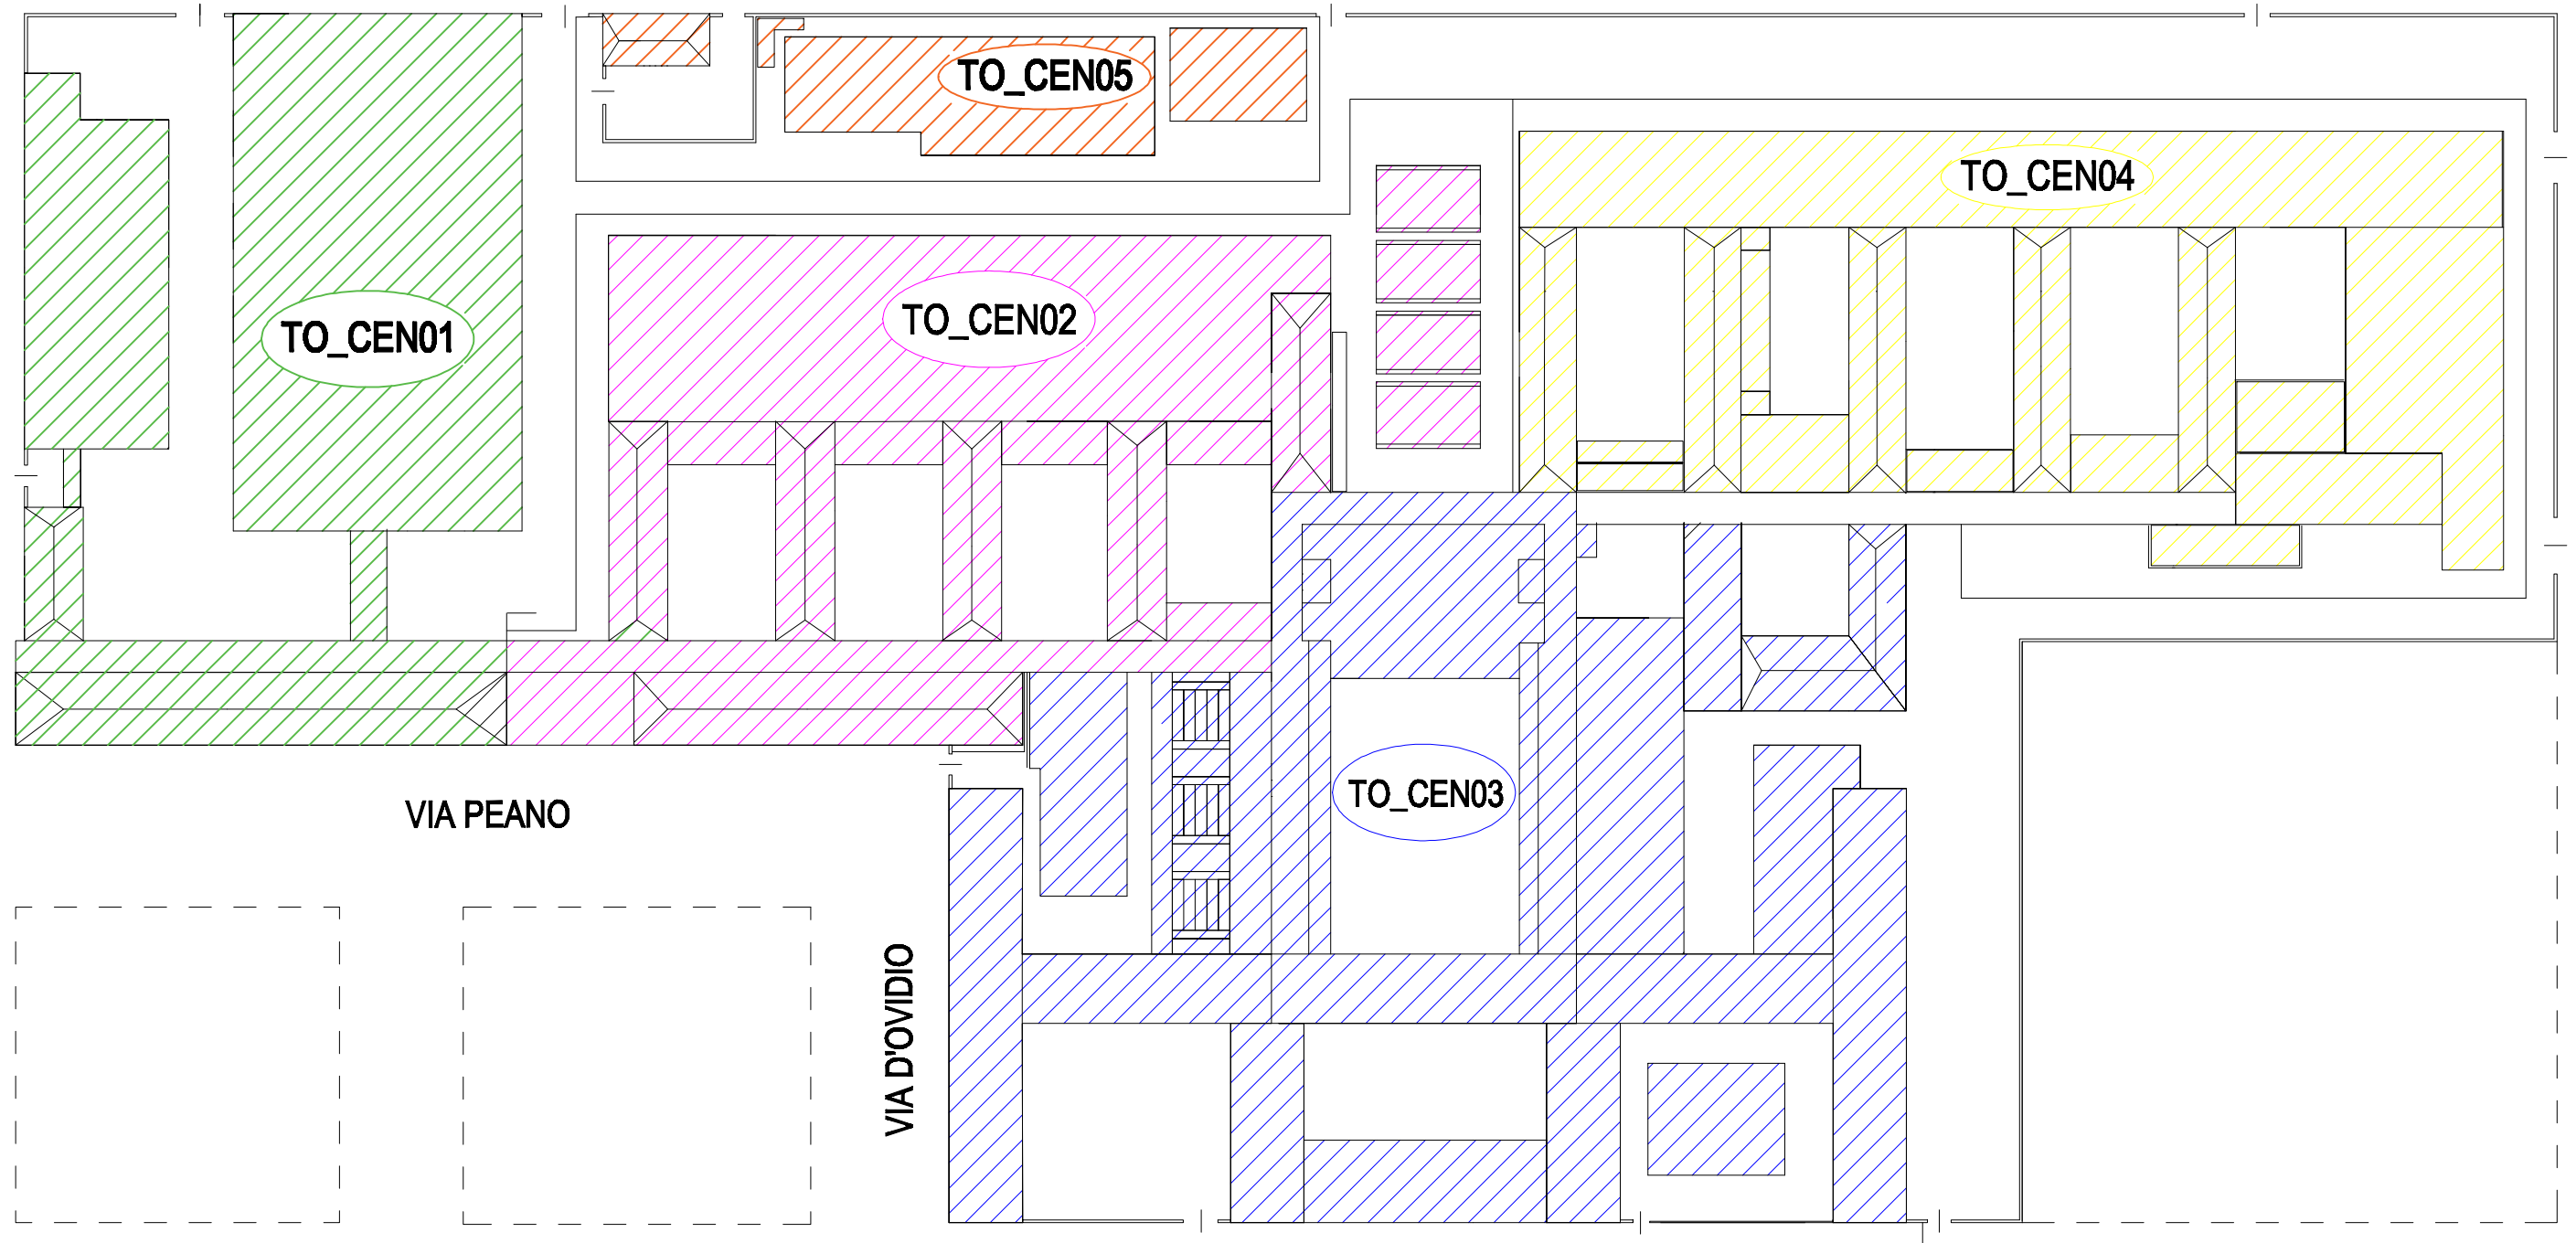 TO_CEN05
TO_CEN04
TO_CEN02
TO_CEN01
TO_CEN03
VIA PEANO
VIA D'OVIDIO